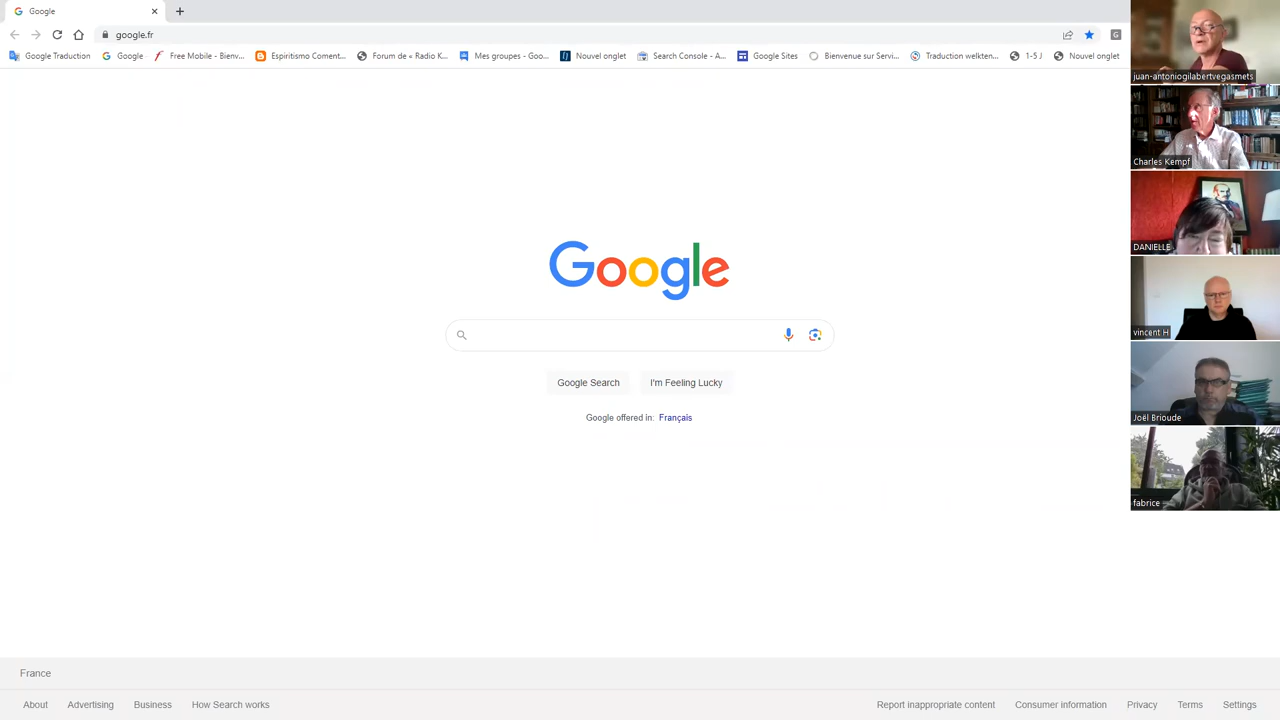 Google
google.fr
Google Traduction
Google
Free Mobile - Bienv...
Espiritismo Coment...
Forum de « Radio K...
Mes groupes - Goo...
Nouvel onglet
Search Console - A...
Google Sites
Bienvenue sur Servi...
Traduction welkten...
1-5 J
Nouvel onglet
juan-antoniogilabertvegasmets
Charles Kempf
DANIELLE
vincent H
Joël Brioude
fabrice
Google
Google Search
I'm Feeling Lucky
Google offered in: Français
France
About
Advertising
Business
How Search works
Report inappropriate content
Consumer information
Privacy
Terms
Settings